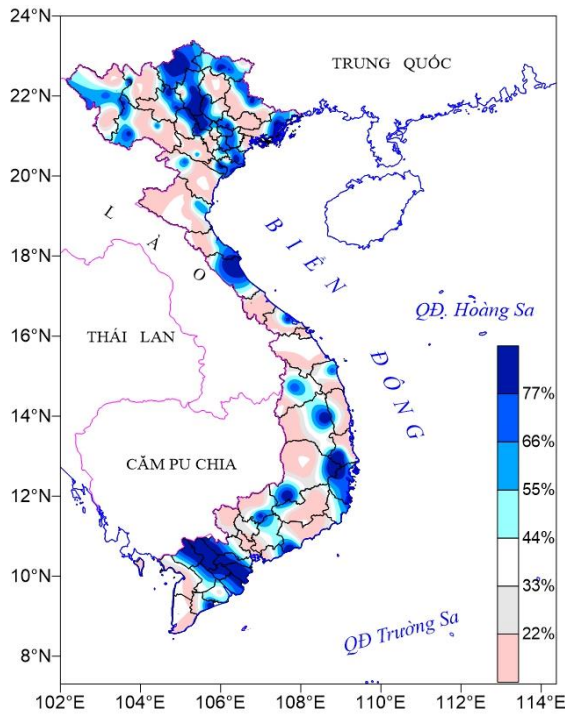 24°N
TRUNG QUỐC
22°N
20°N
LÀO
BIỂN ĐÔNG
18°N
QĐ. Hoàng Sa
THÁI LAN
16°N
77%
14°N
66%
CĂM PU CHIA
55%
12°N
44%
10°N
33%
22%
QĐ Trường Sa
8°N
102°E 104°E 106°E 108°E 110°E 112°E 114°E